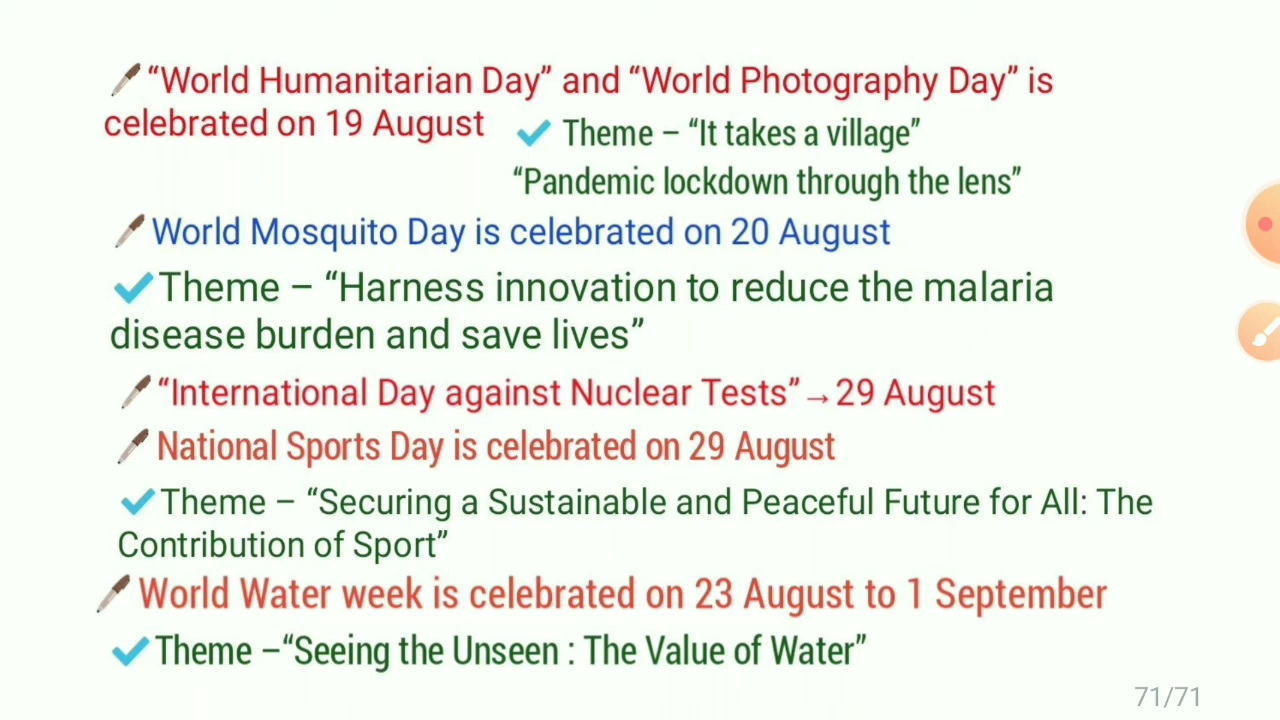 “World Humanitarian Day” and “World Photography Day” is
celebrated on 19 August
Theme – “It takes a village”
“Pandemic lockdown through the lens”
World Mosquito Day is celebrated on 20 August
Theme – “Harness innovation to reduce the malaria
disease burden and save lives”
“International Day against Nuclear Tests”→29 August
National Sports Day is celebrated on 29 August
Theme – “Securing a Sustainable and Peaceful Future for All: The
Contribution of Sport”
World Water week is celebrated on 23 August to 1 September
Theme –“Seeing the Unseen : The Value of Water”
71/71